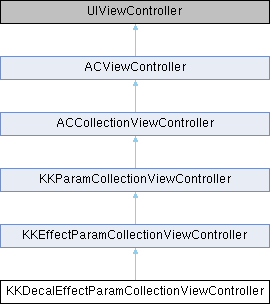 UIViewController
ACViewController
ACCollectionViewController
KKParamCollectionViewController
KKEffectParamCollectionViewController
KKDecalEffectParamCollectionViewController